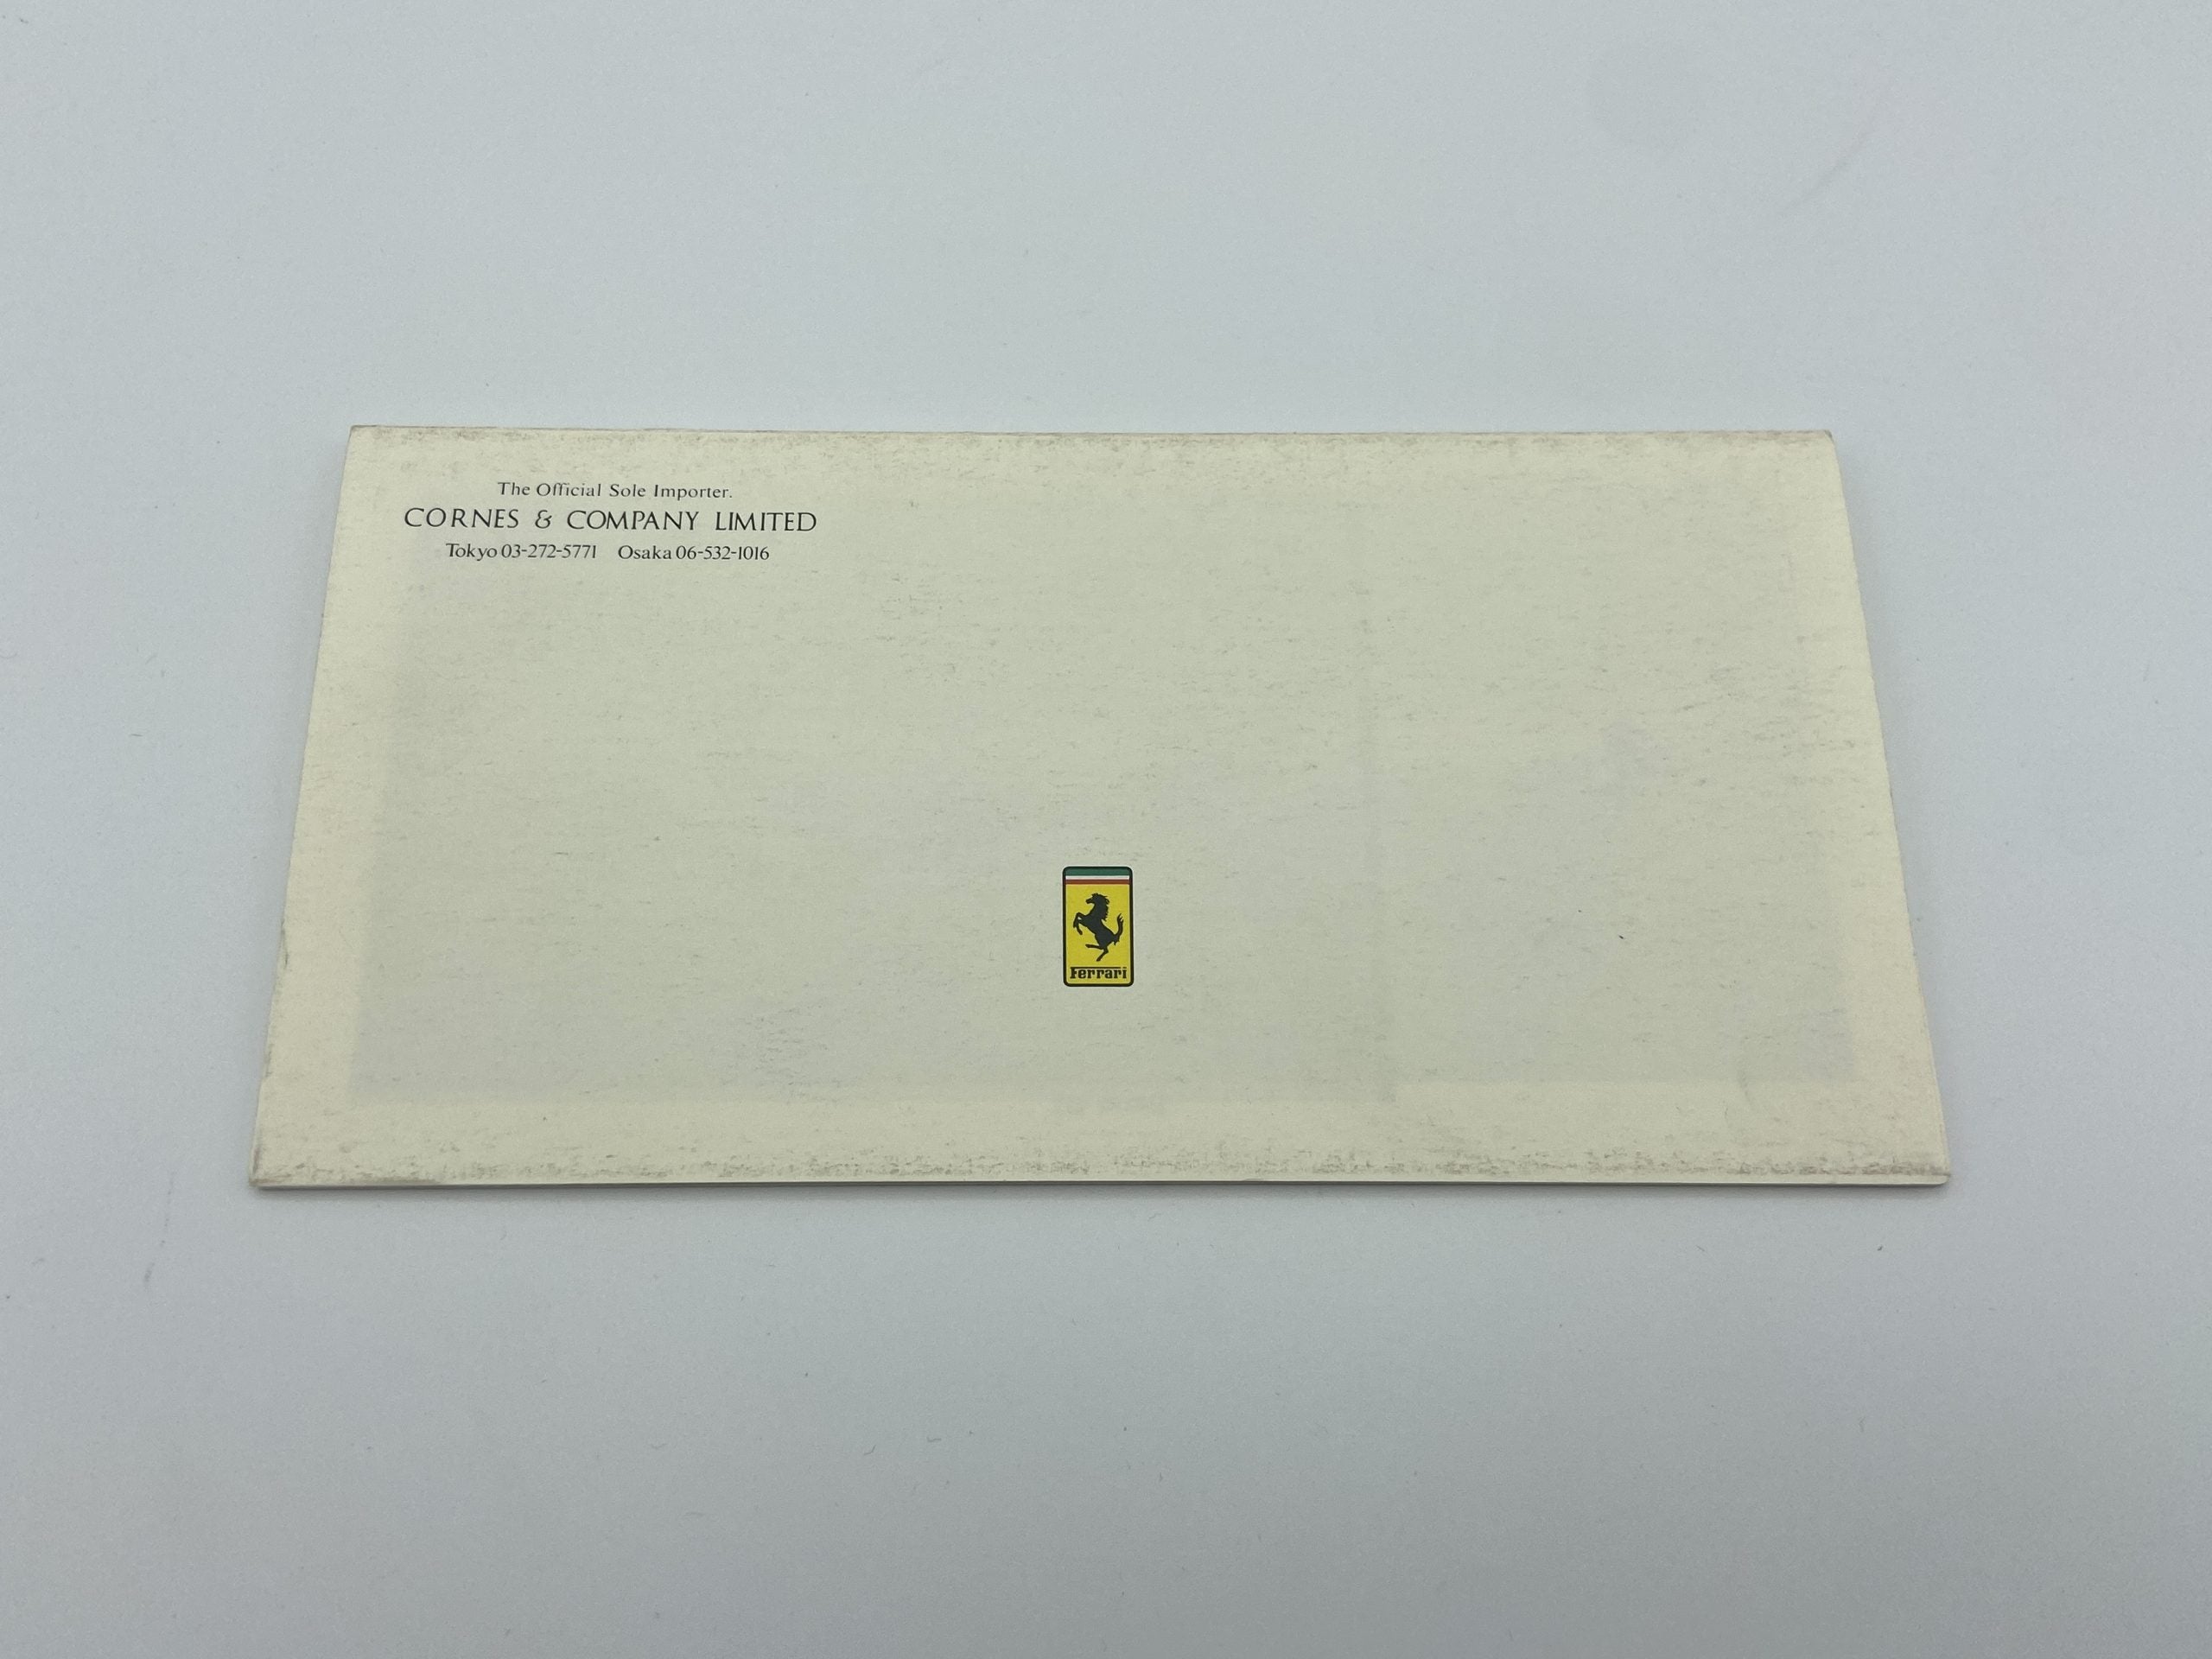 The Official Sole Importer.
CORNES & COMPANY LIMITED
Tokyo 03-272-5771 Osaka 06-532-1016
Ferrari